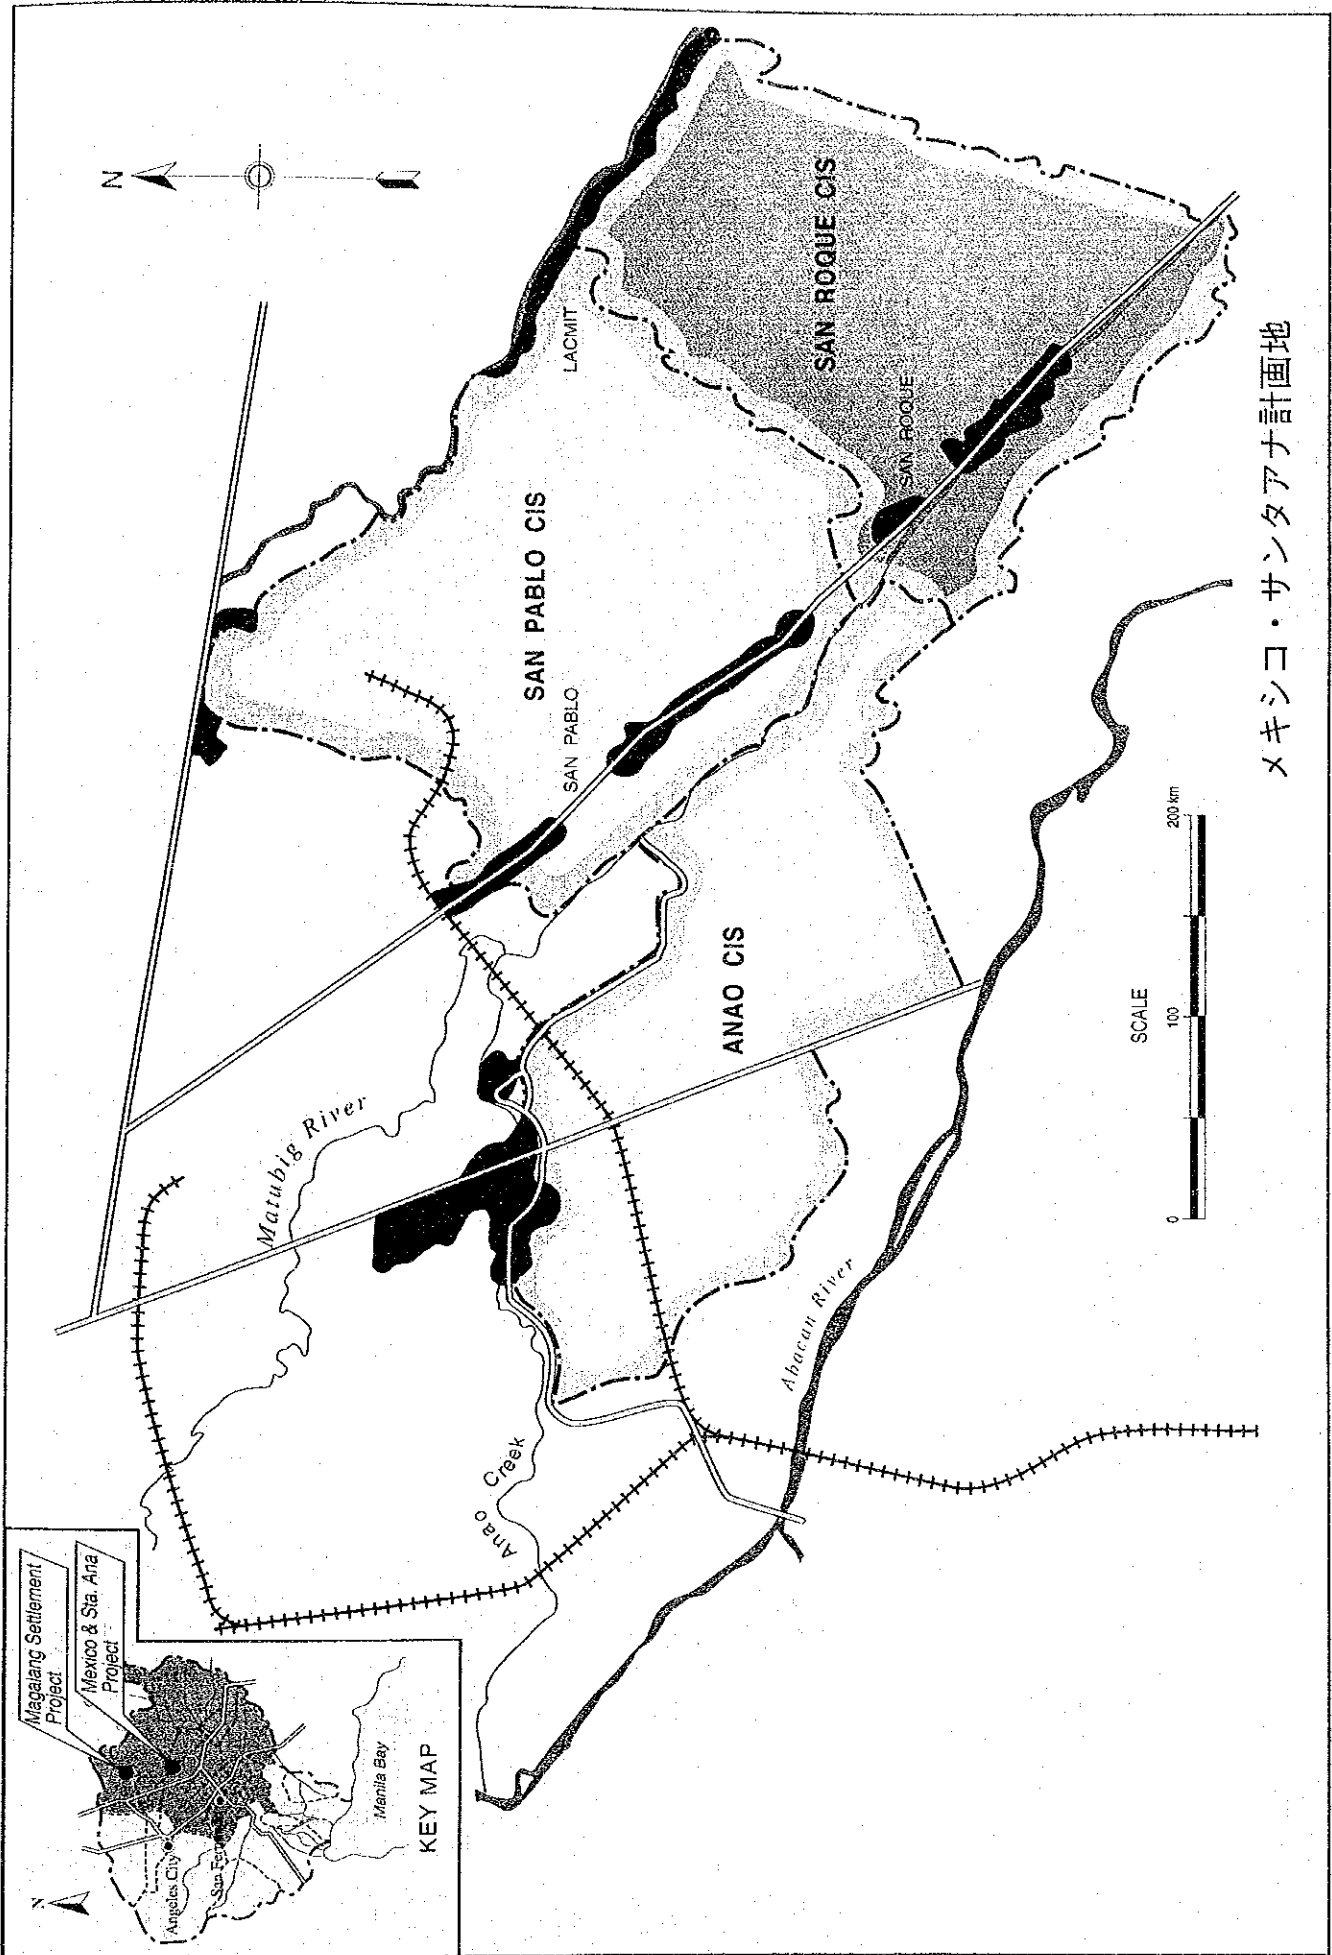 Magalang Settlement
Project
Mexico & Sta. Ana
Project
N
Angeles City
San Fer
Manila Bay
KEY MAP
N
Matubig River
Anao Creek
Abacan River
ANAO CIS
SAN PABLO CIS
SAN PABLO
LACMIT
SAN ROQUE CIS
SAN ROQUE
SCALE
0 100 200 km
メキシコ・サンタアナ計画地